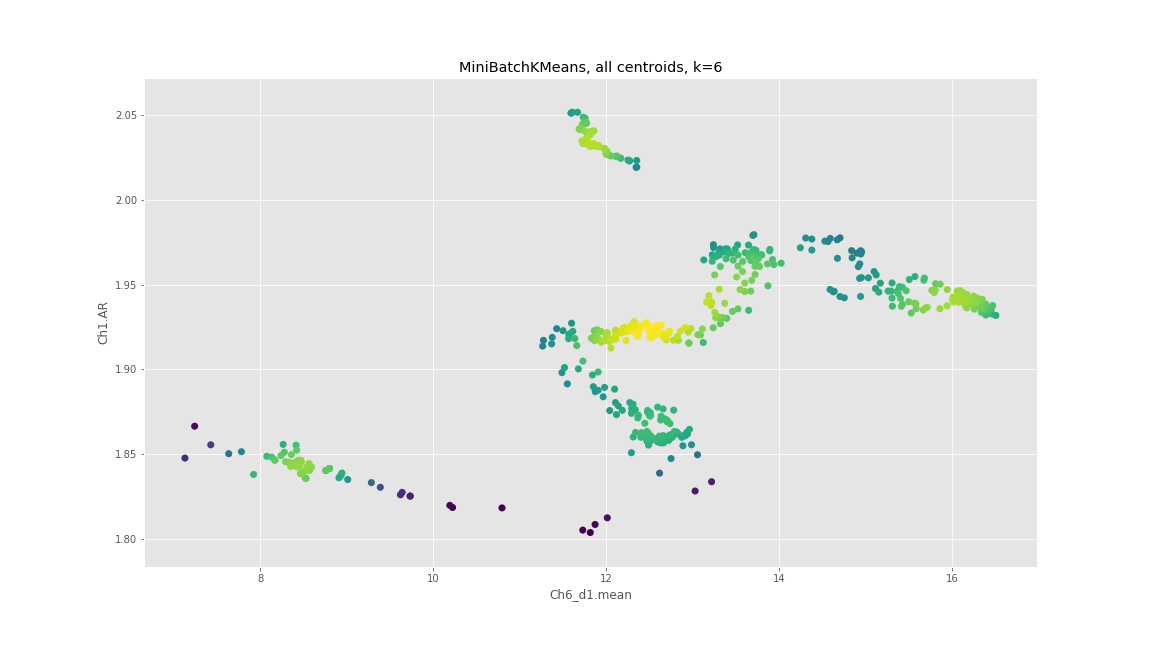 MiniBatchKMeans, all centroids, k=6
2.05
2.00
1.95
1.90
1.85
1.80
Ch1.AR
8 10 12 14 16
Ch6_d1.mean